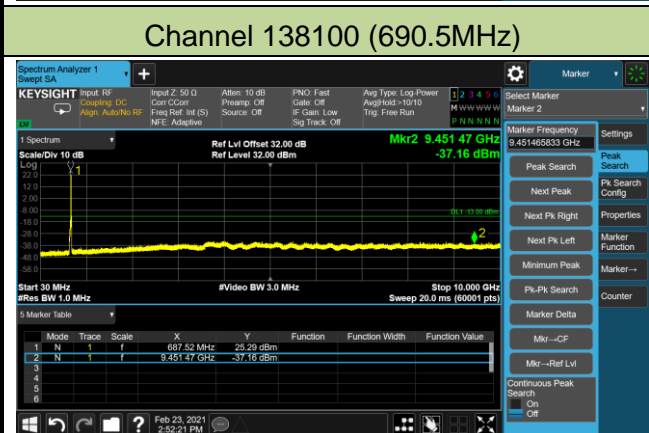 Channel 138100 (690.5MHz)
Spectrum Analyzer 1
Swept SA
+
Marker
KEYSIGHT
Input: RF
Coupling: DC
Align: Auto/No RF
Input Z: 50 Ω
Corr CCorr
Freq Ref: Int (S)
NFE: Adaptive
Atten: 10 dB
Preamp: Off
Source: Off
PNO: Fast
Gate: Off
IF Gain: Low
Sig Track: Off
Avg Type: Log-Power
Avg|Hold:>10/10
Trig: Free Run
1 2 3 4 5 6
M W W W W W
P N N N N N
Select Marker
Marker 2
1 Spectrum
Scale/Div 10 dB
Log
Ref Lvl Offset 32.00 dB
Ref Level 32.00 dBm
Mkr2 9.451 47 GHz
-37.16 dBm
22.0
12.0
2.00
-8.00
-18.0
-28.0
-38.0
-48.0
-58.0
1
DL1 -13.00 dBm
2
Start 30 MHz
#Res BW 1.0 MHz
#Video BW 3.0 MHz
Stop 10.000 GHz
Sweep 20.0 ms (60001 pts)
5 Marker Table
Mode Trace Scale X Y Function Function Width Function Value
1 N 1 f 687.52 MHz 25.29 dBm
2 N 1 f 9.451 47 GHz -37.16 dBm
3
4
5
6
Marker Frequency
9.451465833 GHz
Peak Search
Next Peak
Next Pk Right
Next Pk Left
Minimum Peak
Pk-Pk Search
Marker Delta
Mkr→CF
Mkr→Ref Lvl
Continuous Peak
Search
On
Off
Settings
Peak
Search
Pk Search
Config
Properties
Marker
Function
Marker→
Counter
?
Feb 23, 2021
2:52:21 PM